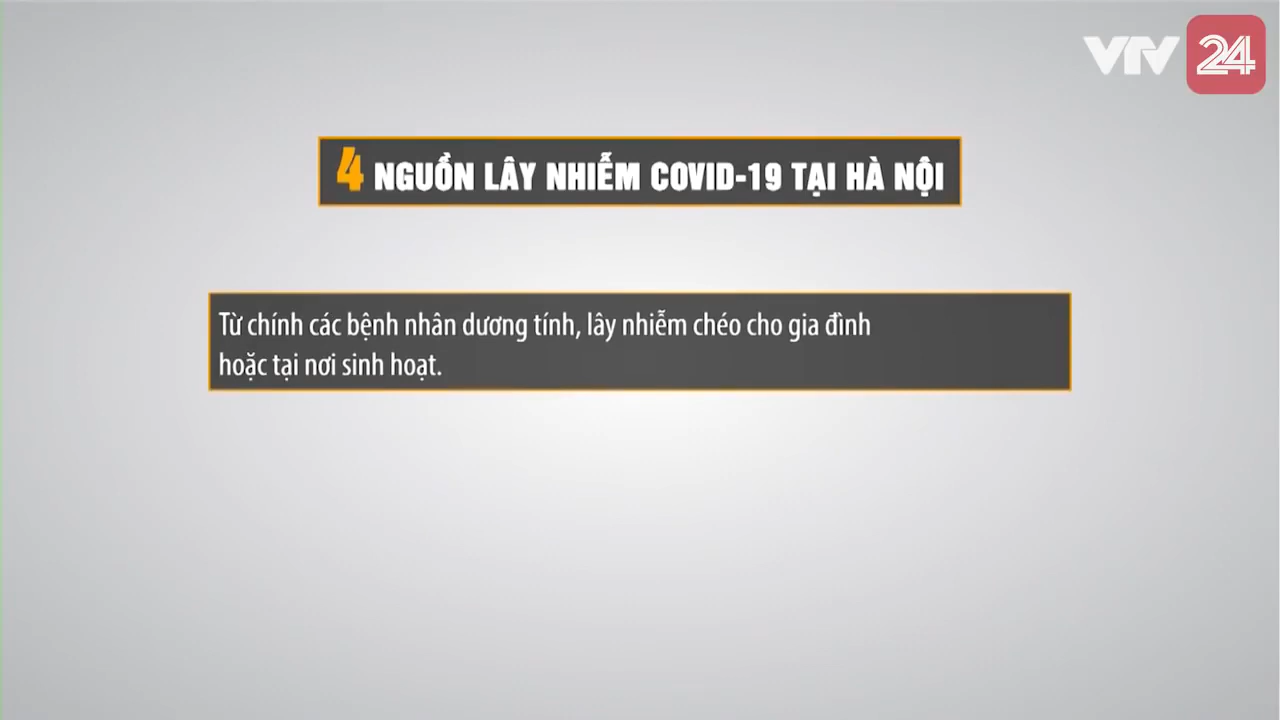 VTV 24
4 NGUỒN LÂY NHIỄM COVID-19 TẠI HÀ NỘI
Từ chính các bệnh nhân dương tính, lây nhiễm chéo cho gia đình
hoặc tại nơi sinh hoạt.